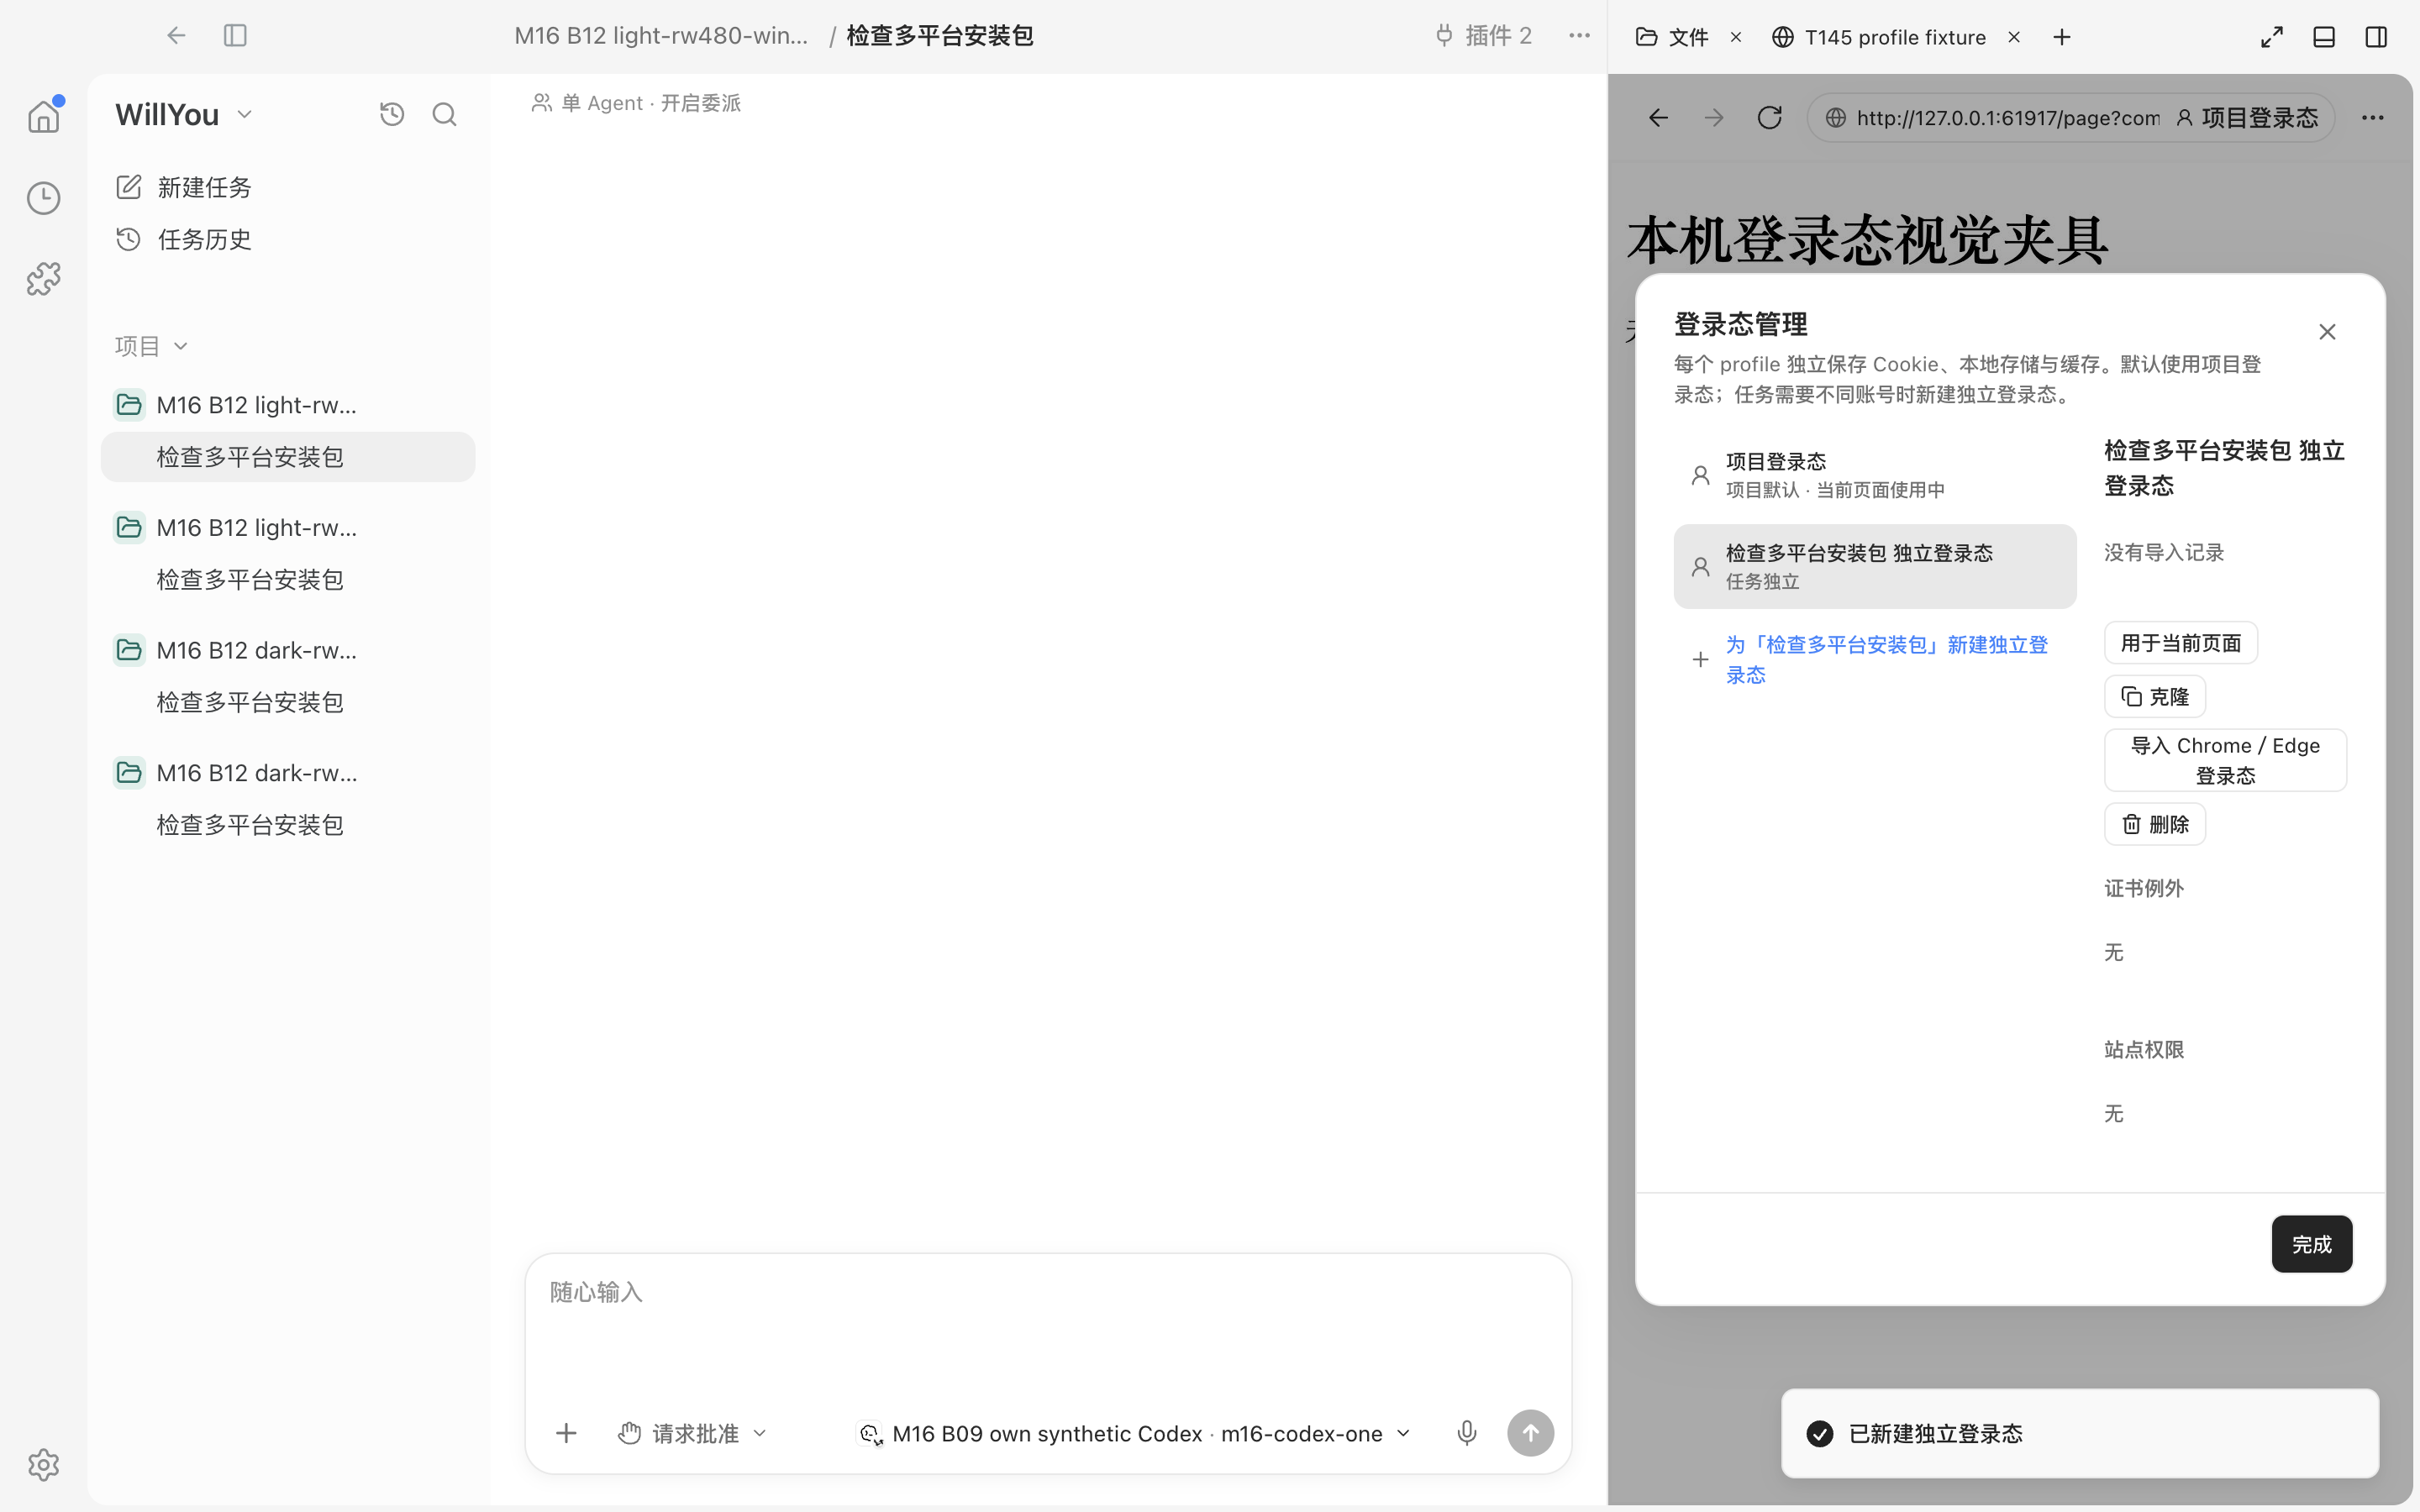 M16 B12 light-rw480-win... / 检查多平台安装包
插件 2
文件
T145 profile fixture
WillYou
新建任务
任务历史
项目
M16 B12 light-rw...
检查多平台安装包
M16 B12 light-rw...
检查多平台安装包
M16 B12 dark-rw...
检查多平台安装包
M16 B12 dark-rw...
检查多平台安装包
单 Agent · 开启委派
随心输入
请求批准
M16 B09 own synthetic Codex · m16-codex-one
http://127.0.0.1:61917/page?com
项目登录态
本机登录态视觉夹具
登录态管理
每个 profile 独立保存 Cookie、本地存储与缓存。默认使用项目登
录态；任务需要不同账号时新建独立登录态。
项目登录态
项目默认 · 当前页面使用中
检查多平台安装包 独立登录态
任务独立
为「检查多平台安装包」新建独立登
录态
检查多平台安装包 独立
登录态
没有导入记录
用于当前页面
克隆
导入 Chrome / Edge
登录态
删除
证书例外
无
站点权限
无
完成
已新建独立登录态